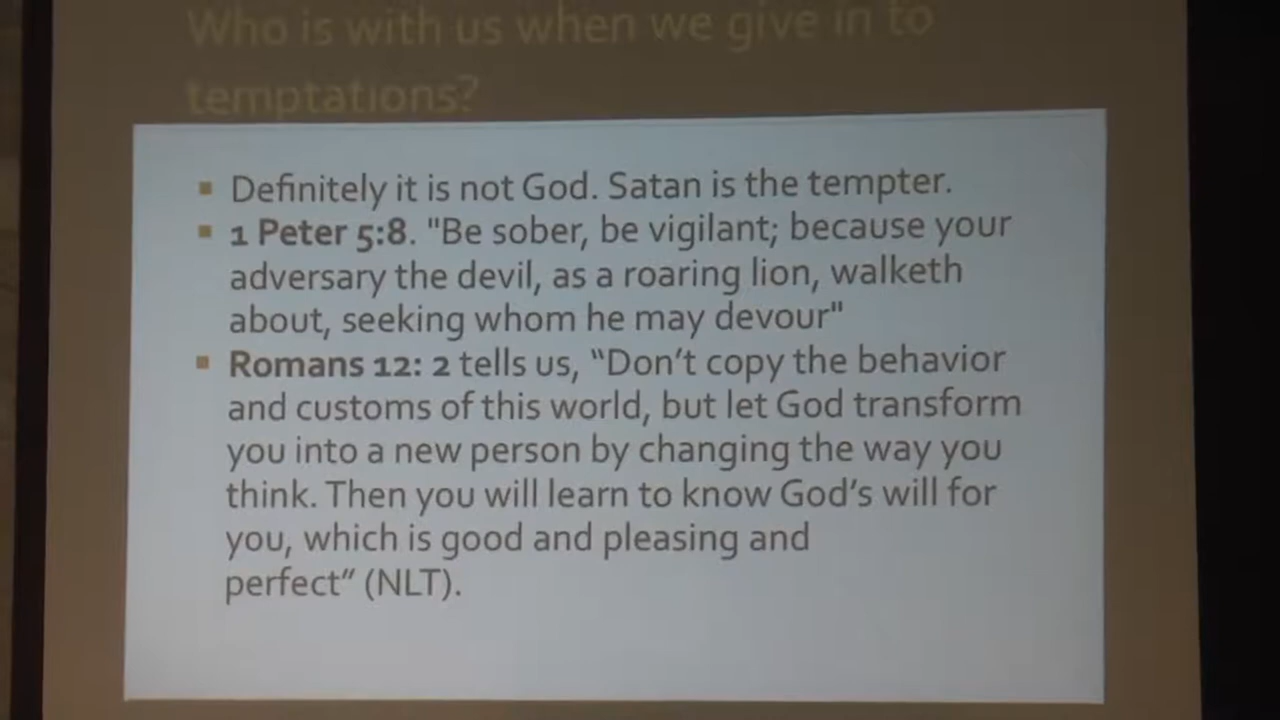 Who is with us when we give in to
temptations?
Definitely it is not God. Satan is the tempter.
1 Peter 5:8. "Be sober, be vigilant; because your
adversary the devil, as a roaring lion, walketh
about, seeking whom he may devour"
Romans 12: 2 tells us, “Don’t copy the behavior
and customs of this world, but let God transform
you into a new person by changing the way you
think. Then you will learn to know God’s will for
you, which is good and pleasing and
perfect” (NLT).